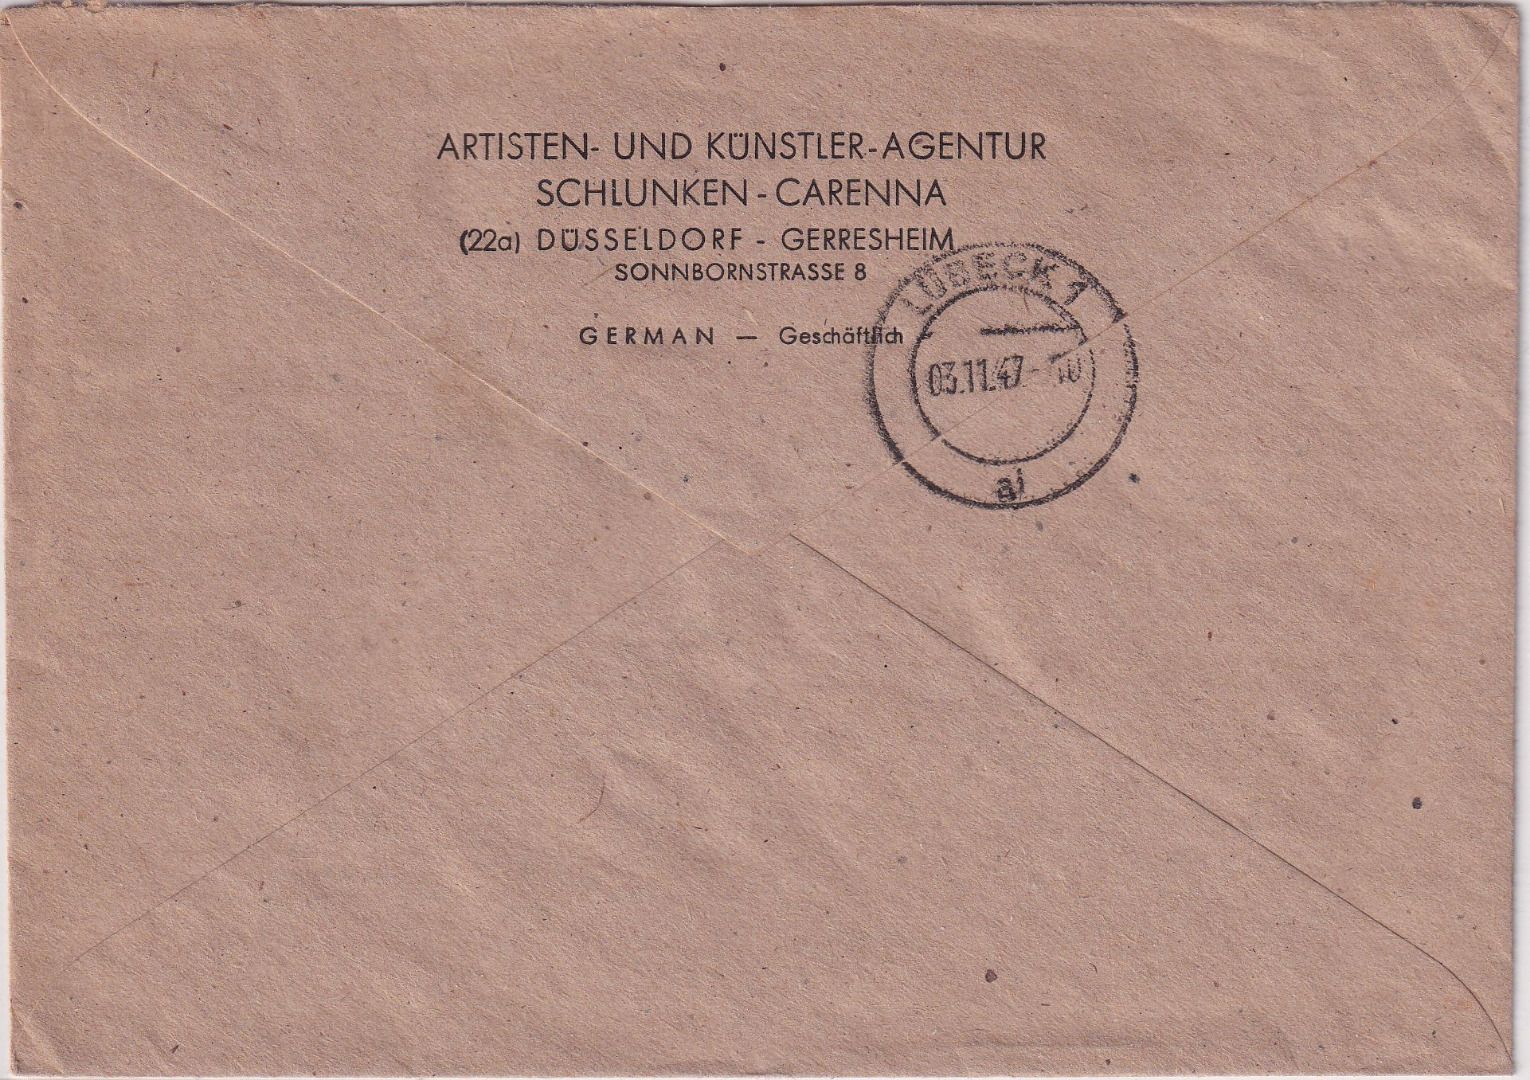 ARTISTEN- UND KÜNSTLER-AGENTUR
SCHLUNKEN - CARENNA
(22a) DÜSSELDORF - GERRESHEIM
SONNBORNSTRASSE 8
GERMAN — Geschäftlich
LÜBECK 1
03.11.47-10